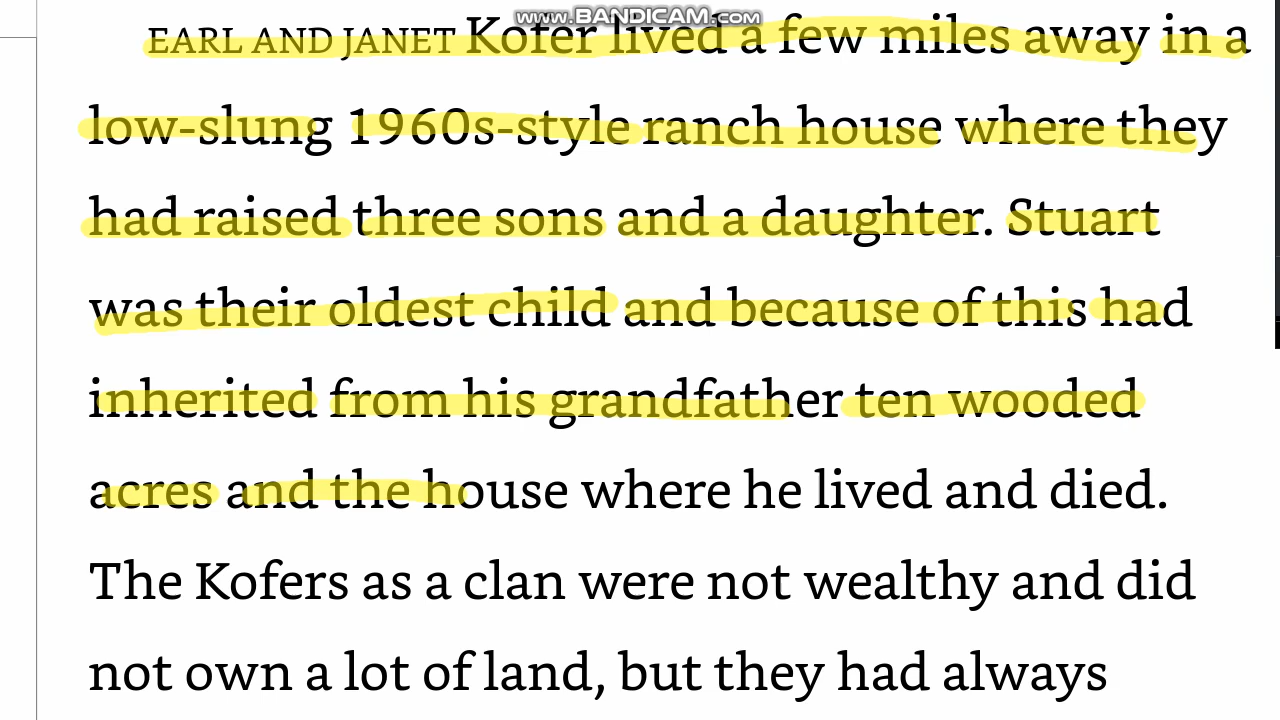 www.BANDICAM.com
EARL AND JANET Kofer lived a few miles away in a
low-slung 1960s-style ranch house where they
had raised three sons and a daughter. Stuart
was their oldest child and because of this had
inherited from his grandfather ten wooded
acres and the house where he lived and died.
The Kofers as a clan were not wealthy and did
not own a lot of land, but they had always